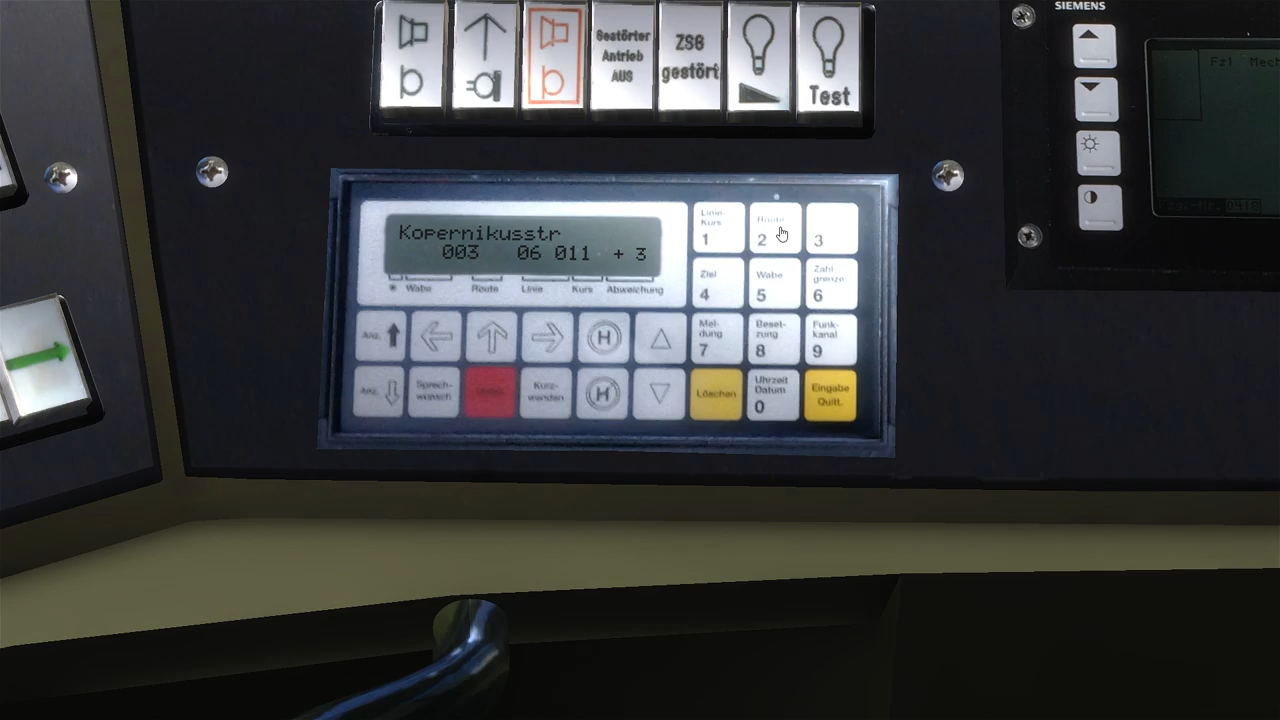 SIEMENS
Gestörter
Antrieb
AUS
ZSG
gestört
Test
Fzl Mech
Kopernikusstr
003 06 011 + 3
* Wabe Route Linie Kurs Abweichung
Linie-
Kurs
1
Route
2
3
Ziel
4
Wabe
5
Zahl
grenze
6
Anz.
H
Mel-
dung
7
Beset-
zung
8
Funk-
kanal
9
Anz.
Sprech-
wunsch
Kurz-
wenden
H
Löschen
Uhrzeit
Datum
0
Eingabe
Quitt.